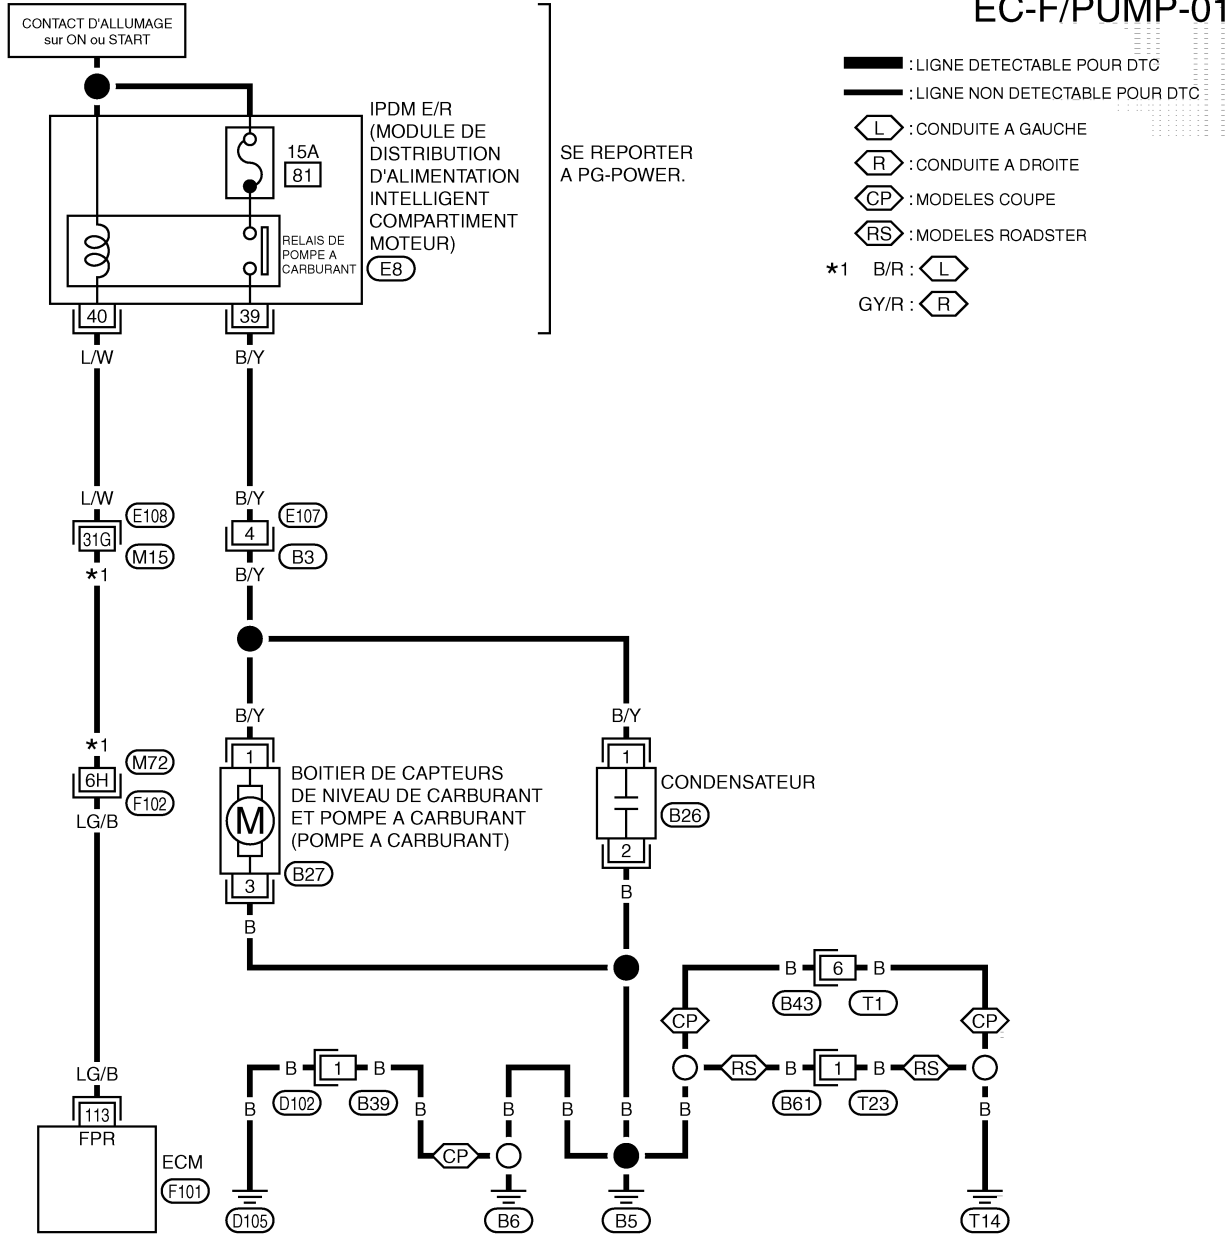 EC-F/PUMP-01
CONTACT D'ALLUMAGE
sur ON ou START
: LIGNE DETECTABLE POUR DTC
: LIGNE NON DETECTABLE POUR DTC
L : CONDUITE A GAUCHE
R : CONDUITE A DROITE
CP : MODELES COUPE
RS : MODELES ROADSTER
*1 B/R : L
GY/R : R
IPDM E/R
(MODULE DE
DISTRIBUTION
D'ALIMENTATION
INTELLIGENT
COMPARTIMENT
MOTEUR)
E8
SE REPORTER
A PG-POWER.
15A
81
RELAIS DE
POMPE A
CARBURANT
40 39
L/W B/Y
L/W B/Y
E108 E107
31G 4
M15 B3
*1 B/Y
B/Y B/Y
*1
M72
6H
F102
LG/B
1 1
BOITIER DE CAPTEURS
DE NIVEAU DE CARBURANT
ET POMPE A CARBURANT
(POMPE A CARBURANT)
M
B27
3
B
CONDENSATEUR
B26
2
B
B 6 B
B43 T1
CP CP
LG/B
B 1 B
D102 B39
RS B 1 B RS
B61 T23
B B B B B B B
113
FPR
ECM
F101
CP
D105 B6 B5 T14